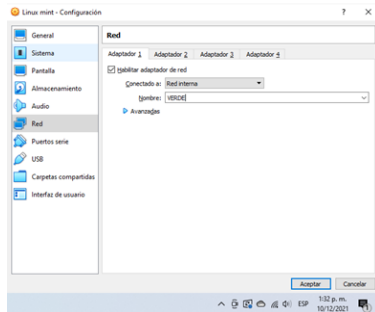 Linux mint - Configuración
? ×
General
Sistema
Pantalla
Almacenamiento
Audio
Red
Puertos serie
USB
Carpetas compartidas
Interfaz de usuario
Red
Adaptador 1 Adaptador 2 Adaptador 3 Adaptador 4
Habilitar adaptador de red
Conectado a: Red interna
Nombre: VERDE
Avanzadas
Aceptar Cancelar
ESP 1:32 p. m.
10/12/2021